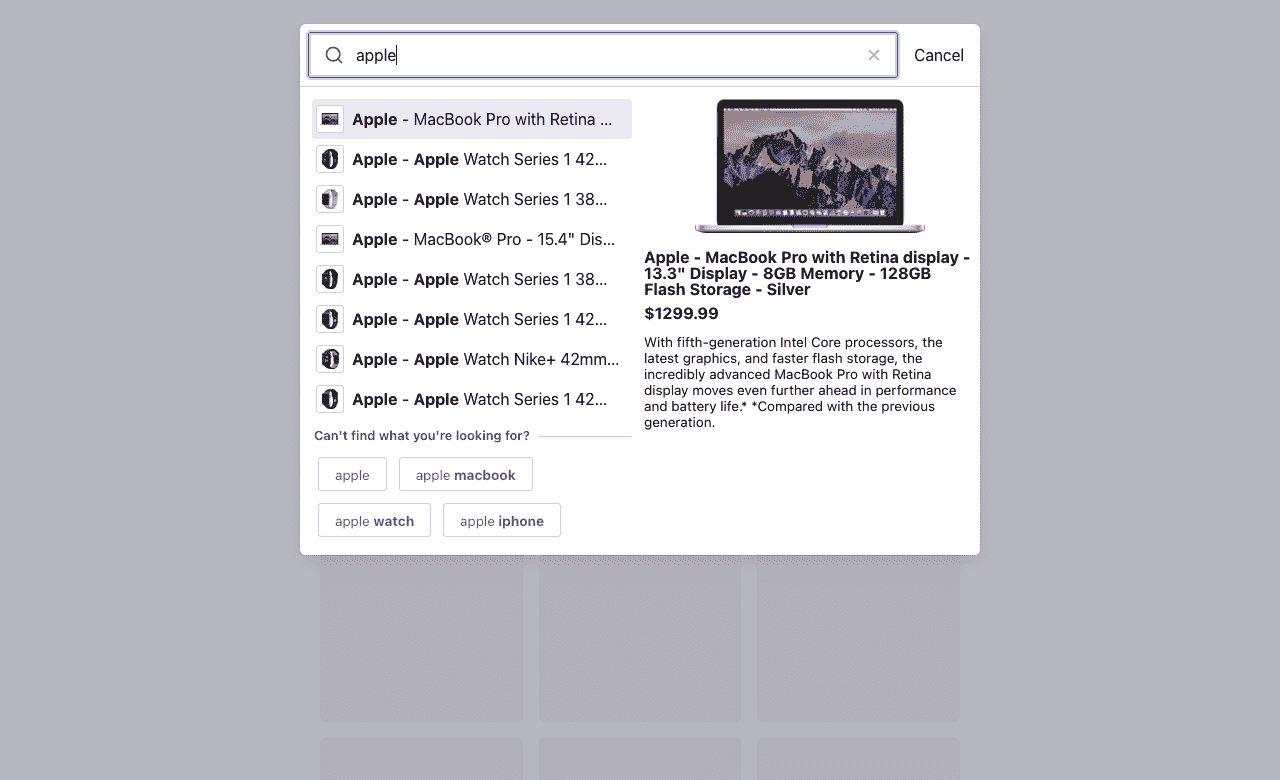 apple
Cancel
Apple - MacBook Pro with Retina ...
Apple - Apple Watch Series 1 42...
Apple - Apple Watch Series 1 38...
Apple - MacBook® Pro - 15.4" Dis...
Apple - Apple Watch Series 1 38...
Apple - Apple Watch Series 1 42...
Apple - Apple Watch Nike+ 42mm...
Apple - Apple Watch Series 1 42...
Can't find what you're looking for?
apple
apple macbook
apple watch
apple iphone
Apple - MacBook Pro with Retina display -
13.3" Display - 8GB Memory - 128GB
Flash Storage - Silver
$1299.99
With fifth-generation Intel Core processors, the
latest graphics, and faster flash storage, the
incredibly advanced MacBook Pro with Retina
display moves even further ahead in performance
and battery life.* *Compared with the previous
generation.